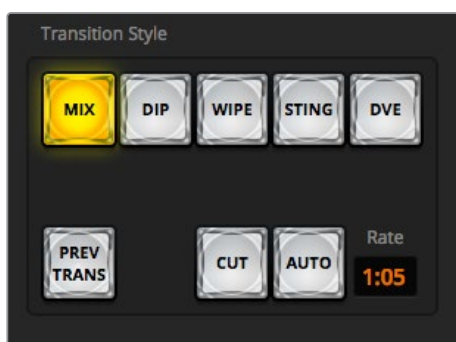 Transition Style
MIX DIP WIPE STING DVE
PREV
TRANS
CUT AUTO
Rate
1:05